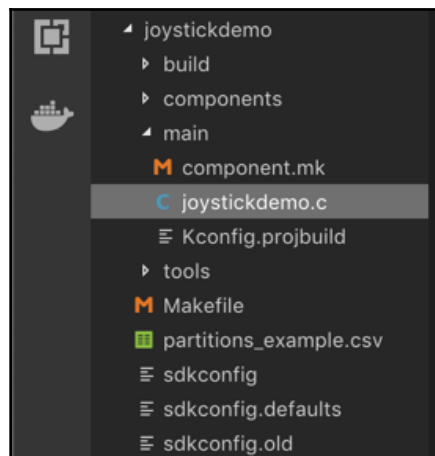 joystickdemo
build
components
main
M component.mk
C joystickdemo.c
Kconfig.projbuild
tools
M Makefile
partitions_example.csv
sdkconfig
sdkconfig.defaults
sdkconfig.old